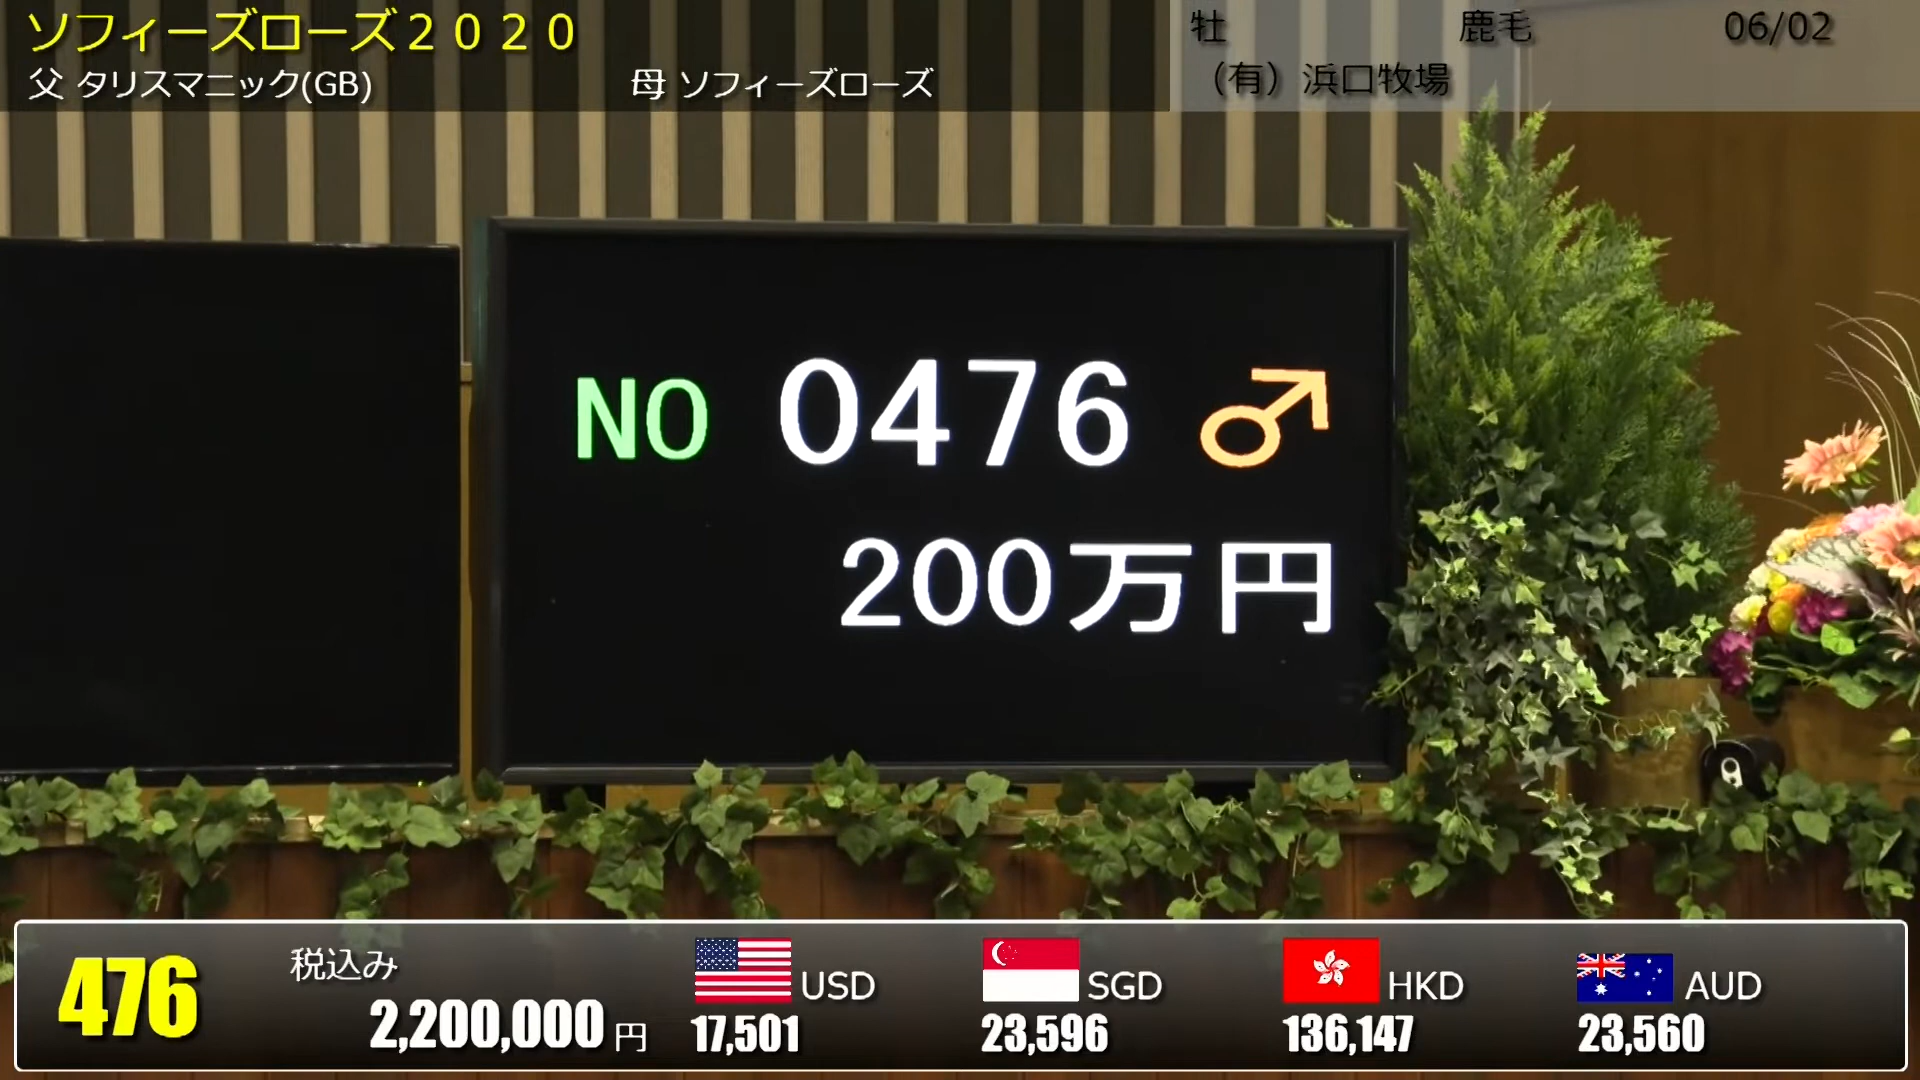 ソフィーズローズ2020
父 タリスマニック(GB) 母 ソフィーズローズ
牡 鹿毛 06/02
(有) 浜口牧場
NO 0476 ♂
200万円
476
税込み
2,200,000円
USD
17,501
SGD
23,596
HKD
136,147
AUD
23,560